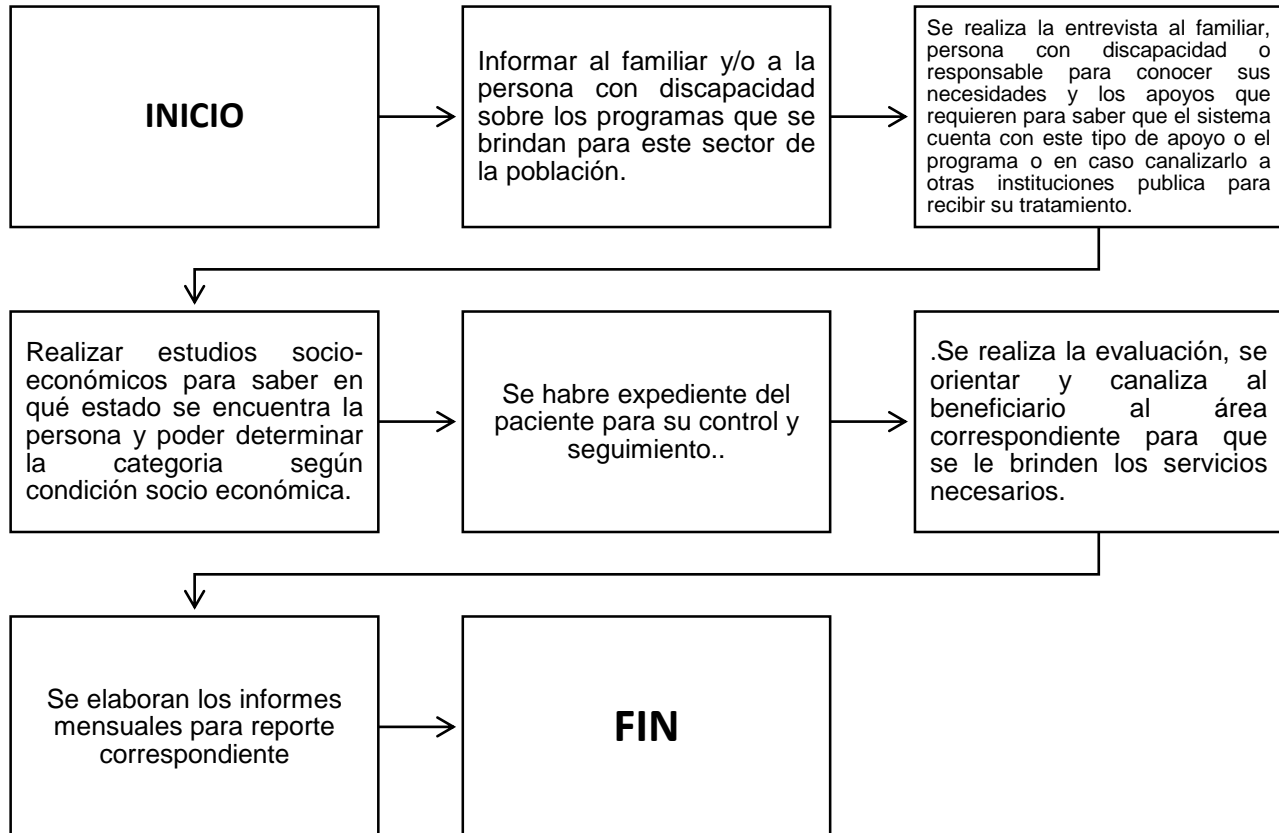 INICIO
Informar al familiar y/o a la
persona con discapacidad
sobre los programas que se
brindan para este sector de
la población.
Se realiza la entrevista al familiar,
persona con discapacidad o
responsable para conocer sus
necesidades y los apoyos que
requieren para saber que el sistema
cuenta con este tipo de apoyo o el
programa o en caso canalizarlo a
otras instituciones publica para
recibir su tratamiento.
Realizar estudios socio-
económicos para saber en
qué estado se encuentra la
persona y poder determinar
la categoria según
condición socio económica.
Se habre expediente del
paciente para su control y
seguimiento..
.Se realiza la evaluación, se
orientar y canaliza al
beneficiario al área
correspondiente para que
se le brinden los servicios
necesarios.
Se elaboran los informes
mensuales para reporte
correspondiente
FIN